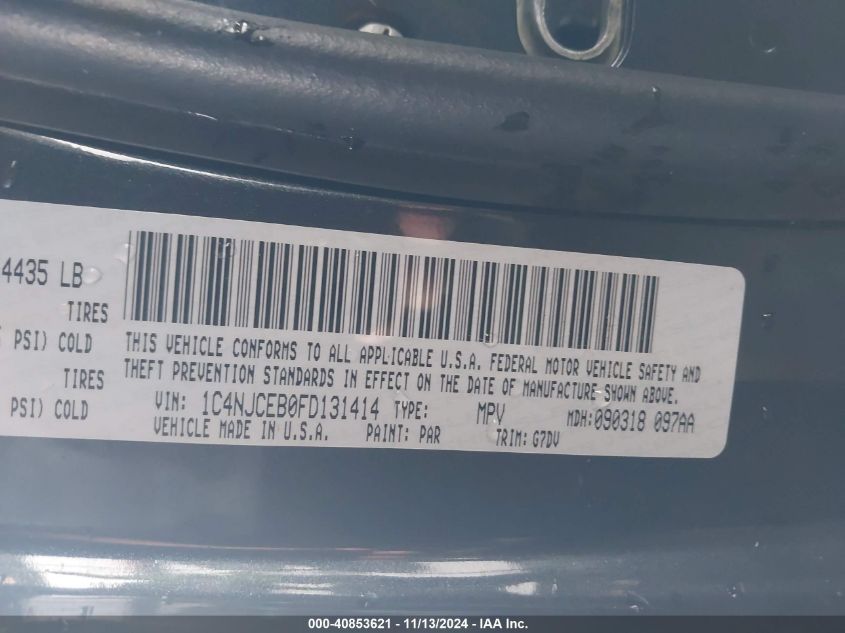 4435 LB
TIRES
PSI) COLD
TIRES
PSI) COLD
THIS VEHICLE CONFORMS TO ALL APPLICABLE U.S.A. FEDERAL MOTOR VEHICLE SAFETY AND
THEFT PREVENTION STANDARDS IN EFFECT ON THE DATE OF MANUFACTURE SHOWN ABOVE.
VIN: 1C4NJCEB0FD131414 TYPE: MPV MDH:090318 097AA
VEHICLE MADE IN U.S.A. PAINT: PAR TRIM: G7DV
000-40853621 - 11/13/2024 - IAA Inc.